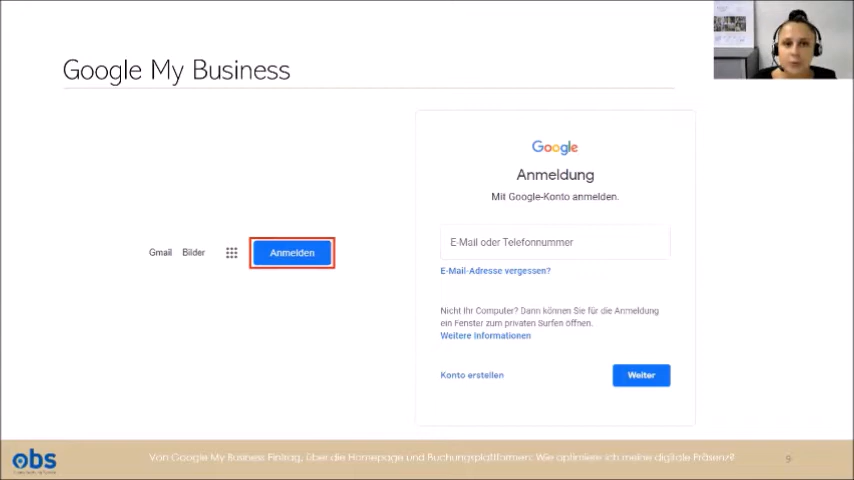 Google My Business
Google
Anmeldung
Mit Google-Konto anmelden.
Gmail Bilder Anmelden
E-Mail oder Telefonnummer
E-Mail-Adresse vergessen?
Nicht Ihr Computer? Dann können Sie für die Anmeldung
ein Fenster zum privaten Surfen öffnen.
Weitere Informationen
Konto erstellen
Weiter
obs
Von Google My Business Eintrag, über die Homepage und Buchungsplattformen: Wie optimiere ich meine digitale Präsenz?
9